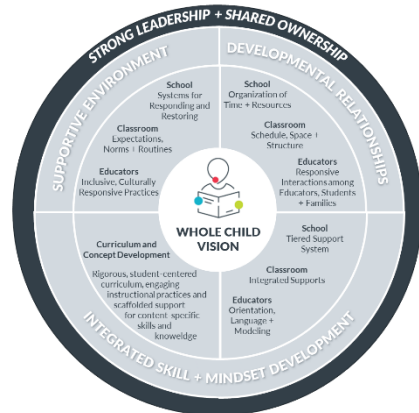 STRONG LEADERSHIP + SHARED OWNERSHIP
SUPPORTIVE ENVIRONMENT
DEVELOPMENTAL RELATIONSHIPS
School
Systems for
Responding and
Restoring
Classroom
Expectations,
Norms + Routines
Educators
Inclusive, Culturally
Responsive Practices
School
Organization of
Time + Resources
Classroom
Schedule, Space +
Structure
Educators
Responsive
Interactions among
Educators, Students
+ Families
WHOLE CHILD
VISION
Curriculum and
Concept Development
Rigorous, student-centered
curriculum, engaging
instructional practices and
scaffolded support
for content-specific
skills and
knowledge
School
Tiered Support
System
Classroom
Integrated Supports
Educators
Orientation,
Language +
Modeling
INTEGRATED SKILL + MINDSET DEVELOPMENT